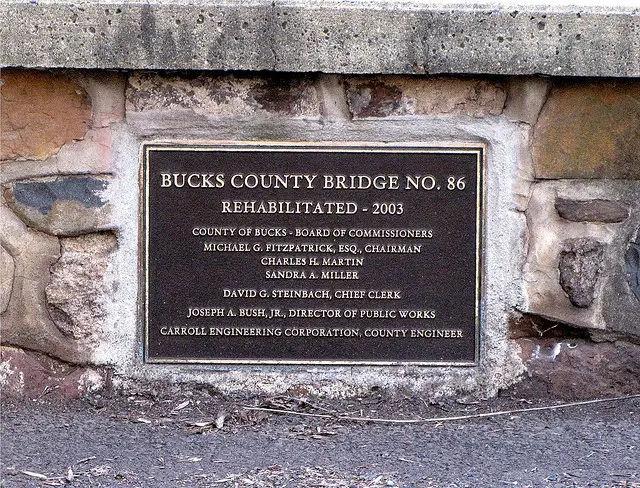 BUCKS COUNTY BRIDGE NO. 86
REHABILITATED - 2003
COUNTY OF BUCKS - BOARD OF COMMISSIONERS
MICHAEL G. FITZPATRICK, ESQ., CHAIRMAN
CHARLES H. MARTIN
SANDRA A. MILLER
DAVID G. STEINBACH, CHIEF CLERK
JOSEPH A. BUSH, JR., DIRECTOR OF PUBLIC WORKS
CARROLL ENGINEERING CORPORATION, COUNTY ENGINEER